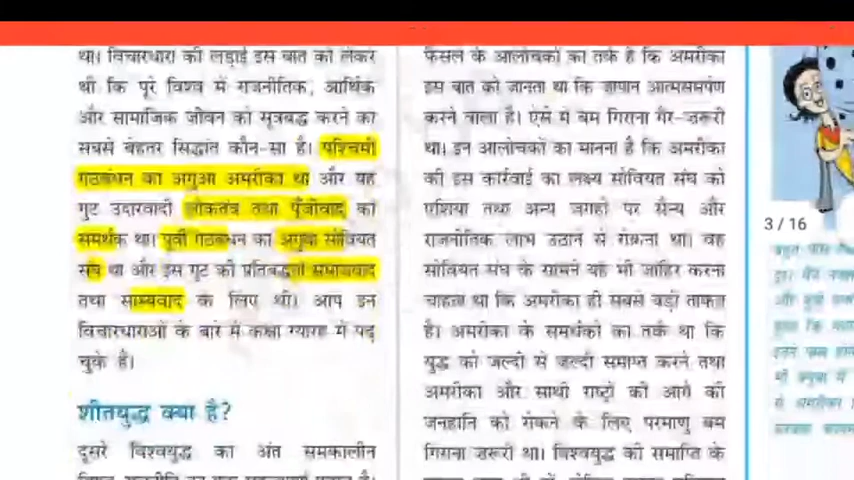 था। विचारधारा की लड़ाई इस बात को लेकर
थी कि पूरे विश्व में राजनीतिक, आर्थिक
और सामाजिक जीवन को सूत्रबद्ध करने का
सबसे बेहतर सिद्धांत कौन-सा है। पश्चिमी
गठबंधन का अगुआ अमरीका था और यह
गुट उदारवादी लोकतंत्र तथा पूँजीवाद का
समर्थक था। पूर्वी गठबंधन का अगुआ सोवियत
संघ था और इस गुट की प्रतिबद्धता समाजवाद
तथा साम्यवाद के लिए थी। आप इन
विचारधाराओं के बारे में कक्षा ग्यारह में पढ़
चुके हैं।
शीतयुद्ध क्या है?
दूसरे विश्वयुद्ध का अंत समकालीन
फैसले के आलोचकों का तर्क है कि अमरीका
इस बात को जानता था कि जापान आत्मसमर्पण
करने वाला है। ऐसे में बम गिराना गैर-ज़रूरी
था। इन आलोचकों का मानना है कि अमरीका
की इस कार्रवाई का लक्ष्य सोवियत संघ को
एशिया तथा अन्य जगहों पर सैन्य और
राजनीतिक लाभ उठाने से रोकना था। वह
सोवियत संघ के सामने यह भी जाहिर करना
चाहता था कि अमरीका ही सबसे बड़ी ताकत
है। अमरीका के समर्थकों का तर्क था कि
युद्ध को जल्दी से जल्दी समाप्त करने तथा
अमरीका और साथी राष्ट्रों की आगे की
जनहानि को रोकने के लिए परमाणु बम
गिराना ज़रूरी था। विश्वयुद्ध की समाप्ति के
3 / 16